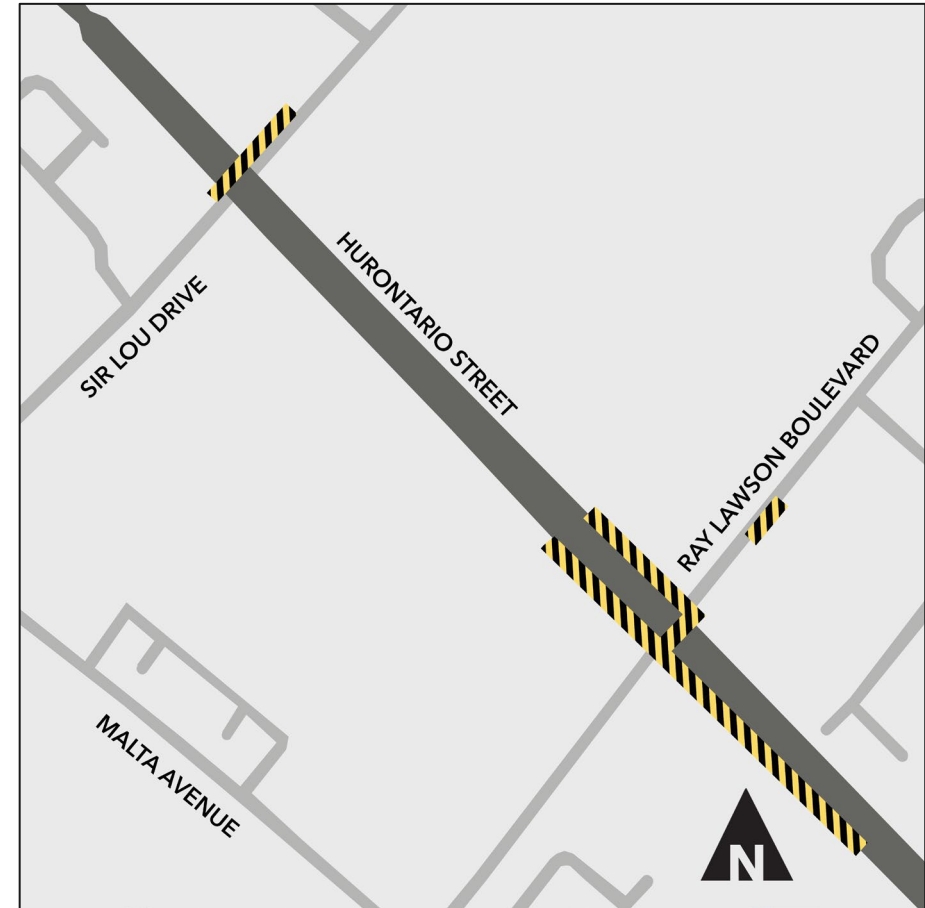 HURONTARIO STREET
SIR LOU DRIVE
RAY LAWSON BOULEVARD
MALTA AVENUE
N